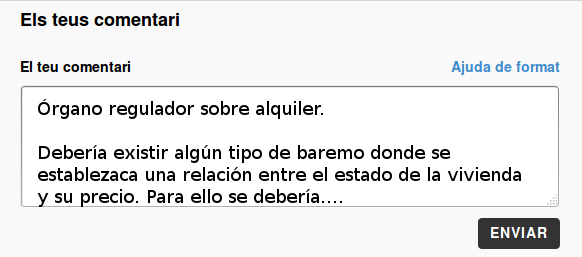 Els teus comentari
El teu comentari
Ajuda de format
Órgano regulador sobre alquiler.
Debería existir algún tipo de baremo donde se
establezaca una relación entre el estado de la vivienda
y su precio. Para ello se debería....
ENVIAR